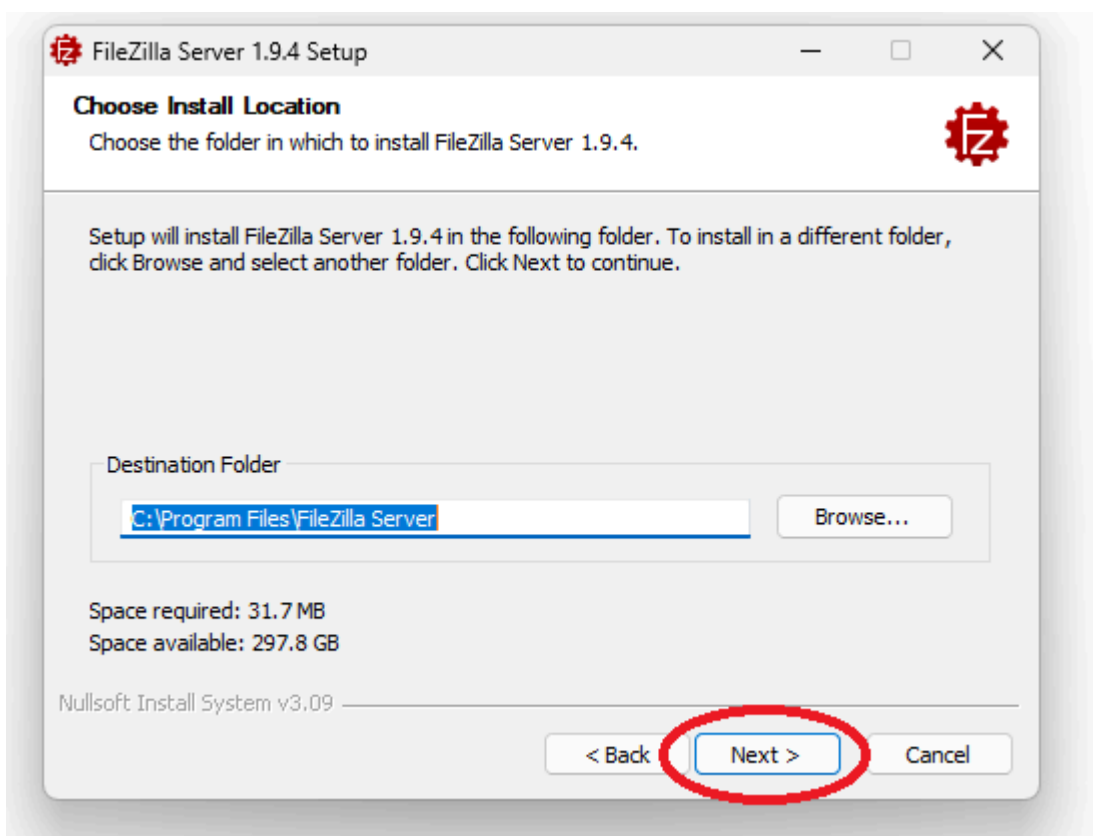 FileZilla Server 1.9.4 Setup
Choose Install Location
Choose the folder in which to install FileZilla Server 1.9.4.
Setup will install FileZilla Server 1.9.4 in the following folder. To install in a different folder,
click Browse and select another folder. Click Next to continue.
Destination Folder
C:\Program Files\FileZilla Server
Browse...
Space required: 31.7 MB
Space available: 297.8 GB
Nullsoft Install System v3.09
< Back
Next >
Cancel